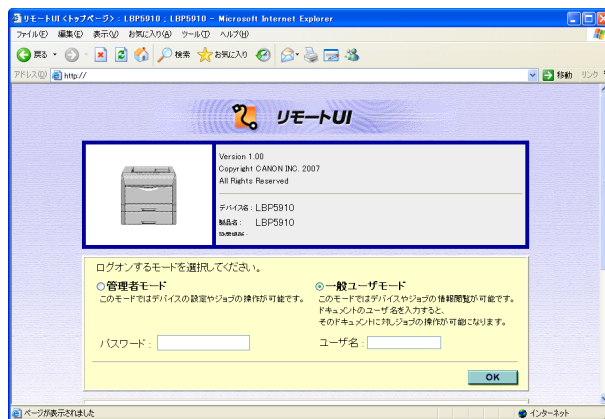 リモートUI <トップページ> : LBP5910 ; LBP5910 - Microsoft Internet Explorer
ファイル(F) 編集(E) 表示(V) お気に入り(A) ツール(T) ヘルプ(H)
戻る 検索 お気に入り
アドレス(D) http:// 移動 リンク
リモートUI
Version 1.00
Copyright CANON INC. 2007
All Rights Reserved
デバイス名 : LBP5910
製品名 : LBP5910
設置場所 :
ログオンするモードを選択してください。
管理者モード
このモードではデバイスの設定やジョブの操作が可能です。
パスワード :
一般ユーザモード
このモードではデバイスやジョブの情報閲覧が可能です。
ドキュメントのユーザ名を入力すると、
そのドキュメントに対しジョブの操作が可能になります。
ユーザ名 :
OK
ページが表示されました インターネット